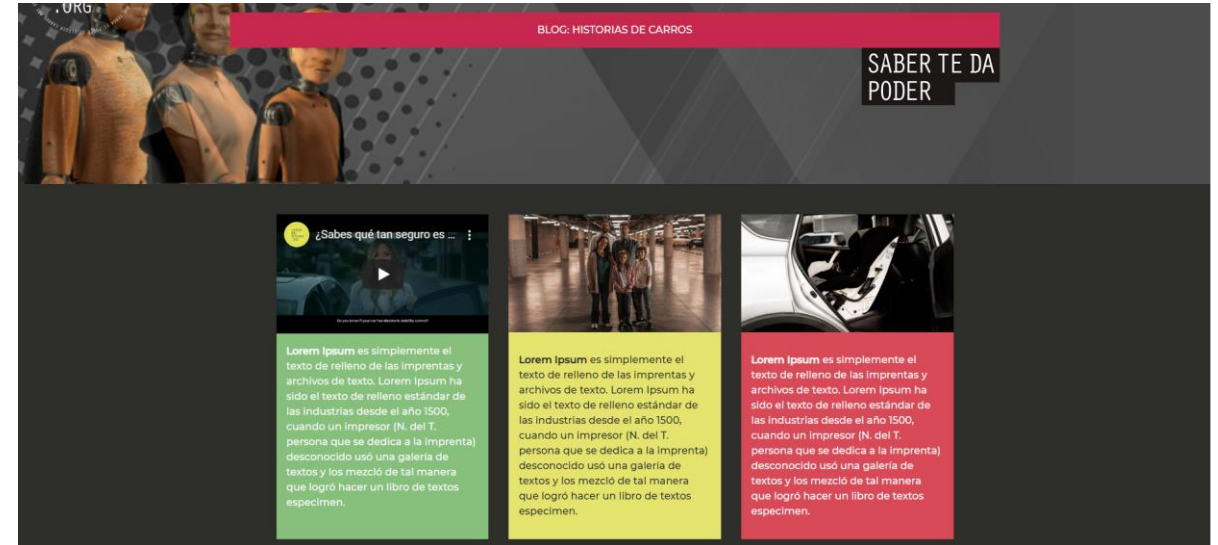 .ORG
BLOG: HISTORIAS DE CARROS
SABER TE DA
PODER
¿Sabes qué tan seguro es ...
Do you know if your car has electronic stability control?
Lorem Ipsum es simplemente el
texto de relleno de las imprentas y
archivos de texto. Lorem Ipsum ha
sido el texto de relleno estándar de
las industrias desde el año 1500,
cuando un impresor (N. del T.
persona que se dedica a la imprenta)
desconocido usó una galería de
textos y los mezcló de tal manera
que logró hacer un libro de textos
especimen.
Lorem Ipsum es simplemente el
texto de relleno de las imprentas y
archivos de texto. Lorem Ipsum ha
sido el texto de relleno estándar de
las industrias desde el año 1500,
cuando un impresor (N. del T.
persona que se dedica a la imprenta)
desconocido usó una galería de
textos y los mezcló de tal manera
que logró hacer un libro de textos
especimen.
Lorem Ipsum es simplemente el
texto de relleno de las imprentas y
archivos de texto. Lorem Ipsum ha
sido el texto de relleno estándar de
las industrias desde el año 1500,
cuando un impresor (N. del T.
persona que se dedica a la imprenta)
desconocido usó una galería de
textos y los mezcló de tal manera
que logró hacer un libro de textos
especimen.